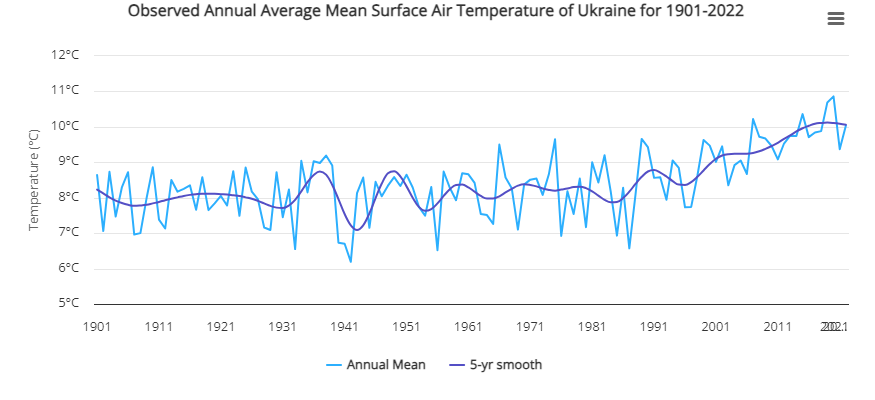 Observed Annual Average Mean Surface Air Temperature of Ukraine for 1901-2022
Temperature (°C)
12°C
11°C
10°C
9°C
8°C
7°C
6°C
5°C
1901 1911 1921 1931 1941 1951 1961 1971 1981 1991 2001 2011
Annual Mean 5-yr smooth